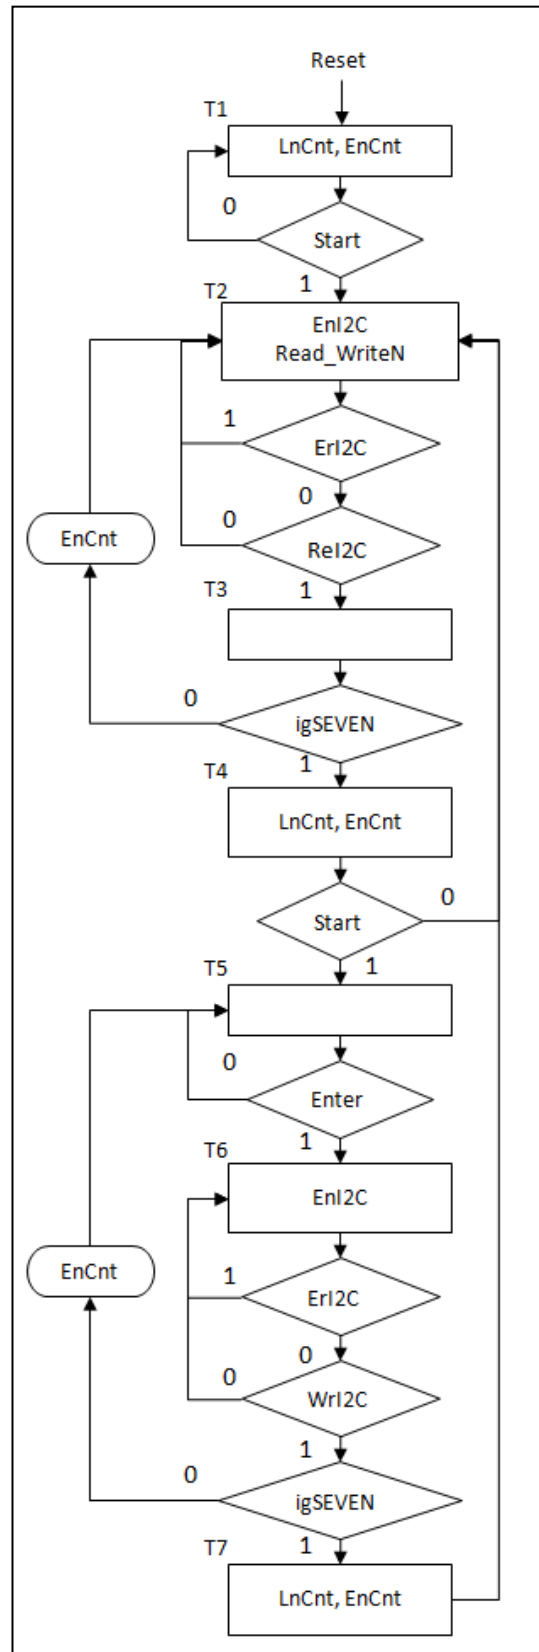 Reset
T1
LnCnt, EnCnt
0
Start
1
T2
EnI2C
Read_WriteN
1
ErI2C
0
0
EnCnt
ReI2C
T3
1
0
igSEVEN
1
T4
LnCnt, EnCnt
0
Start
1
T5
0
Enter
1
T6
EnI2C
EnCnt
1
ErI2C
0
0
WrI2C
1
0
igSEVEN
1
T7
LnCnt, EnCnt